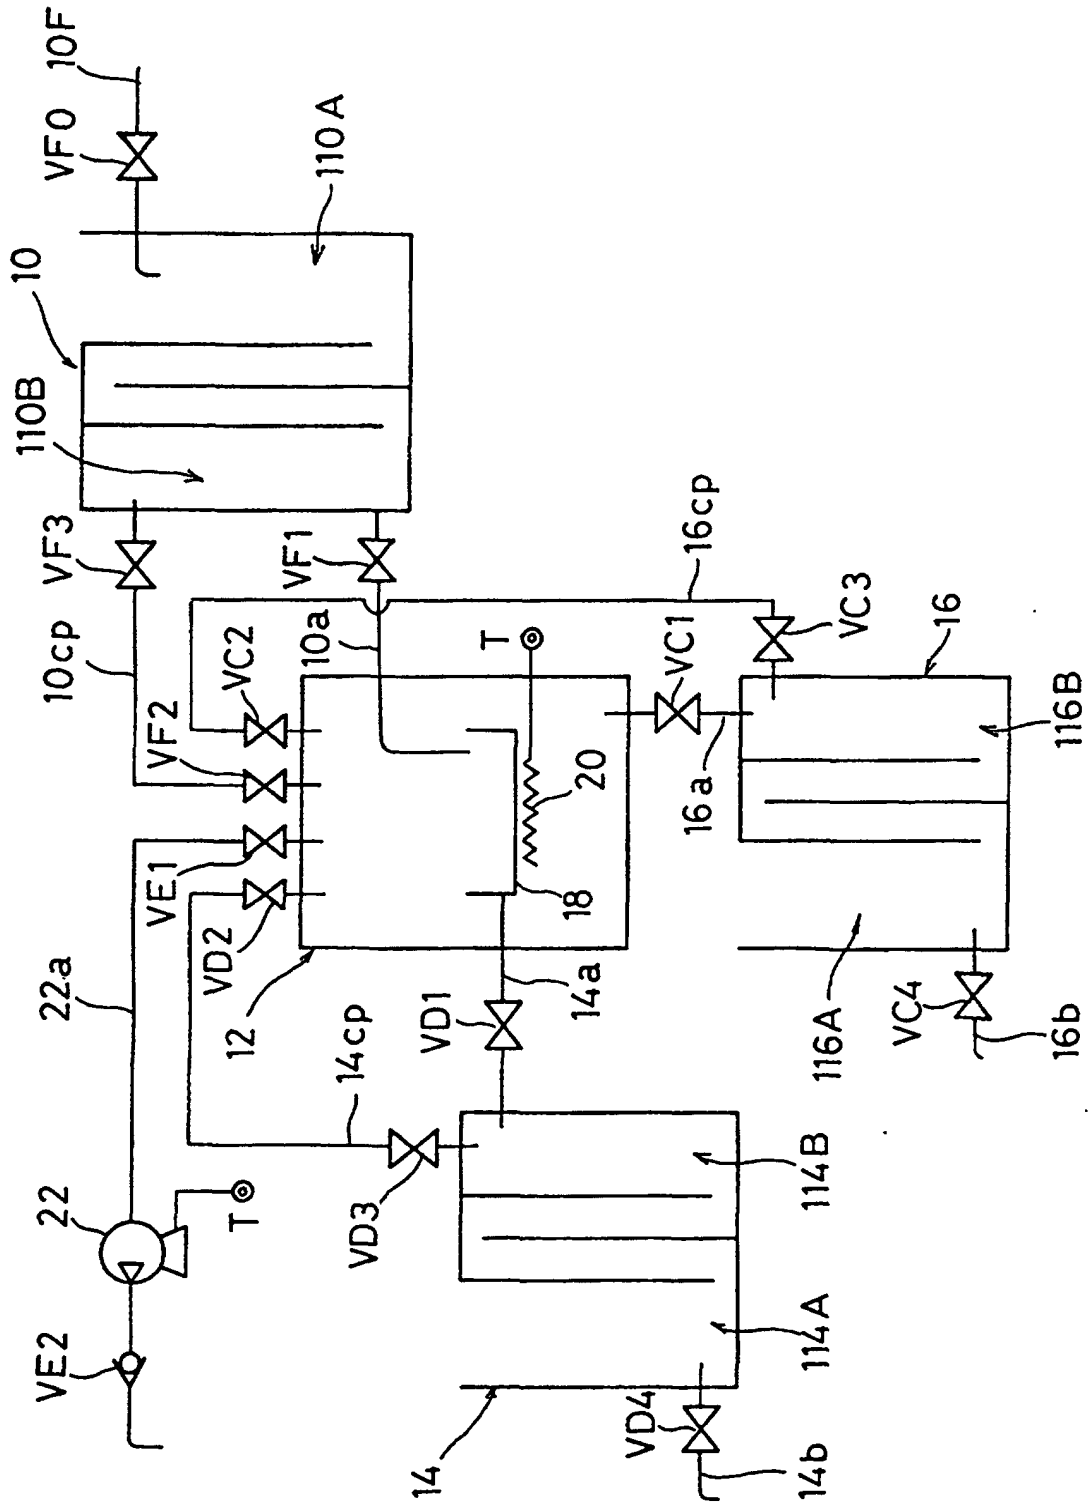 10F
VF0
110A
10
110B
VF3
VF1
10cp
10a
16cp
VC2
VF2
VE1
VD2
T
VC1
VC3
16
20
16a
116B
18
22a
12
14a
VD1
116A
VC4
16b
14cp
22
T
VD3
114B
VE2
114A
14
VD4
14b